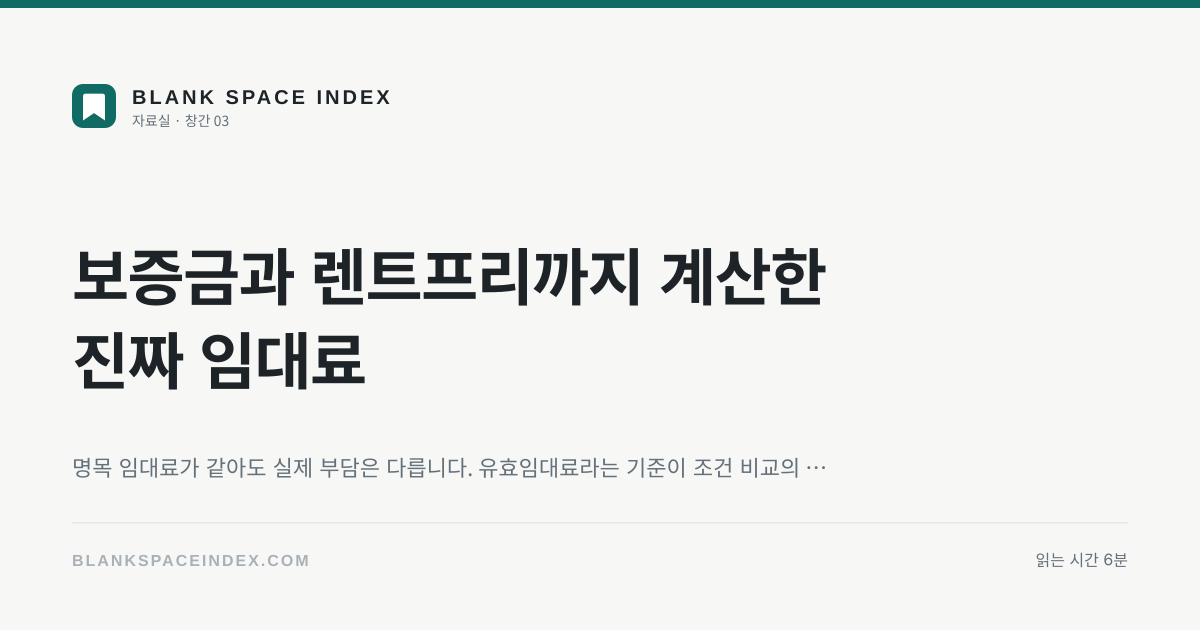 BLANK SPACE INDEX
자료실 · 창간 03
보증금과 렌트프리까지 계산한
진짜 임대료
명목 임대료가 같아도 실제 부담은 다릅니다. 유효임대료라는 기준이 조건 비교의 ⋯
BLANKSPACEINDEX.COM
읽는 시간 6분